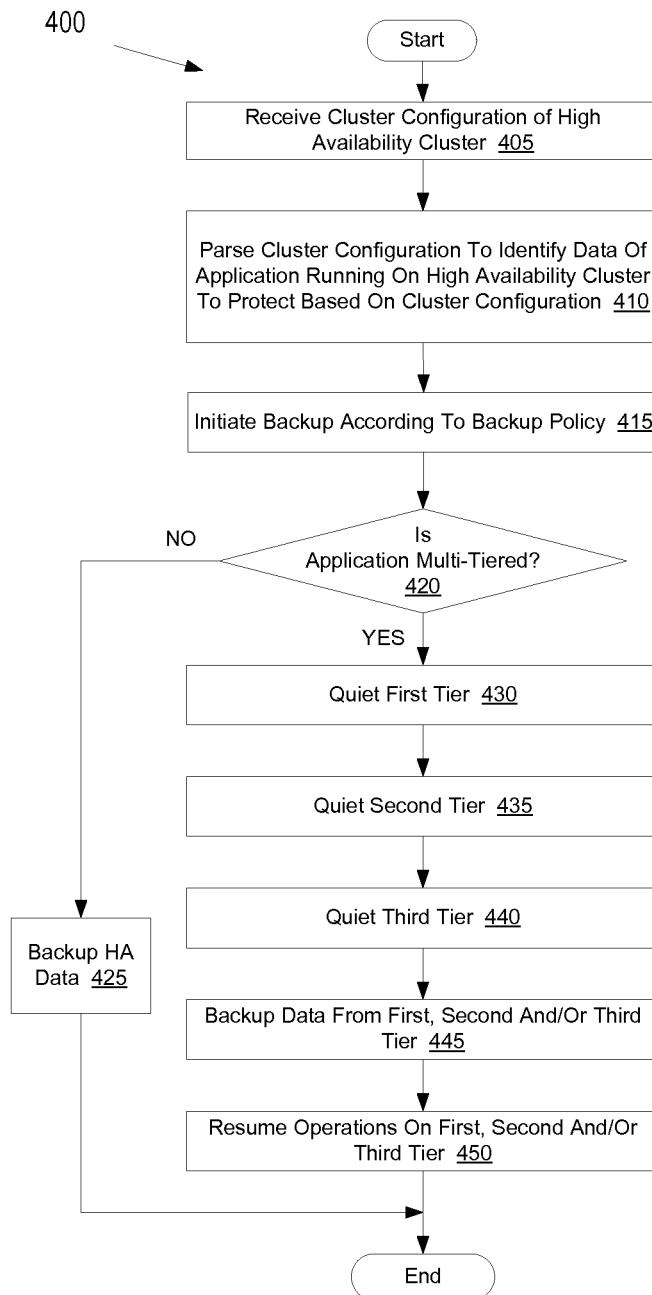 400
Start
Receive Cluster Configuration of High
Availability Cluster 405
Parse Cluster Configuration To Identify Data Of
Application Running On High Availability Cluster
To Protect Based On Cluster Configuration 410
Initiate Backup According To Backup Policy 415
Is
Application Multi-Tiered?
420
NO
YES
Quiet First Tier 430
Quiet Second Tier 435
Quiet Third Tier 440
Backup HA
Data 425
Backup Data From First, Second And/Or Third
Tier 445
Resume Operations On First, Second And/Or
Third Tier 450
End